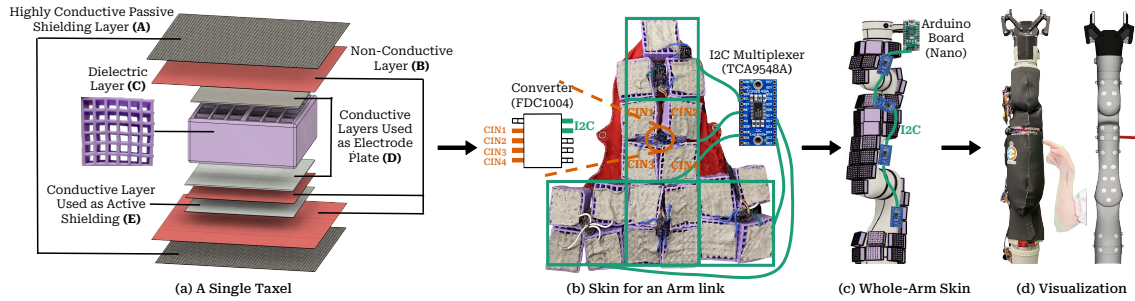 Highly Conductive Passive
Shielding Layer (A)
Non-Conductive
Layer (B)
Dielectric
Layer (C)
Conductive
Layers Used
as Electrode
Plate (D)
Conductive Layer
Used as Active
Shielding (E)
(a) A Single Taxel
Converter
(FDC1004)
I2C
CIN1
CIN2
CIN3
CIN4
CIN1
CIN2
CIN3
CIN4
I2C Multiplexer
(TCA9548A)
(b) Skin for an Arm link
Arduino
Board
(Nano)
I2C
(c) Whole-Arm Skin
(d) Visualization